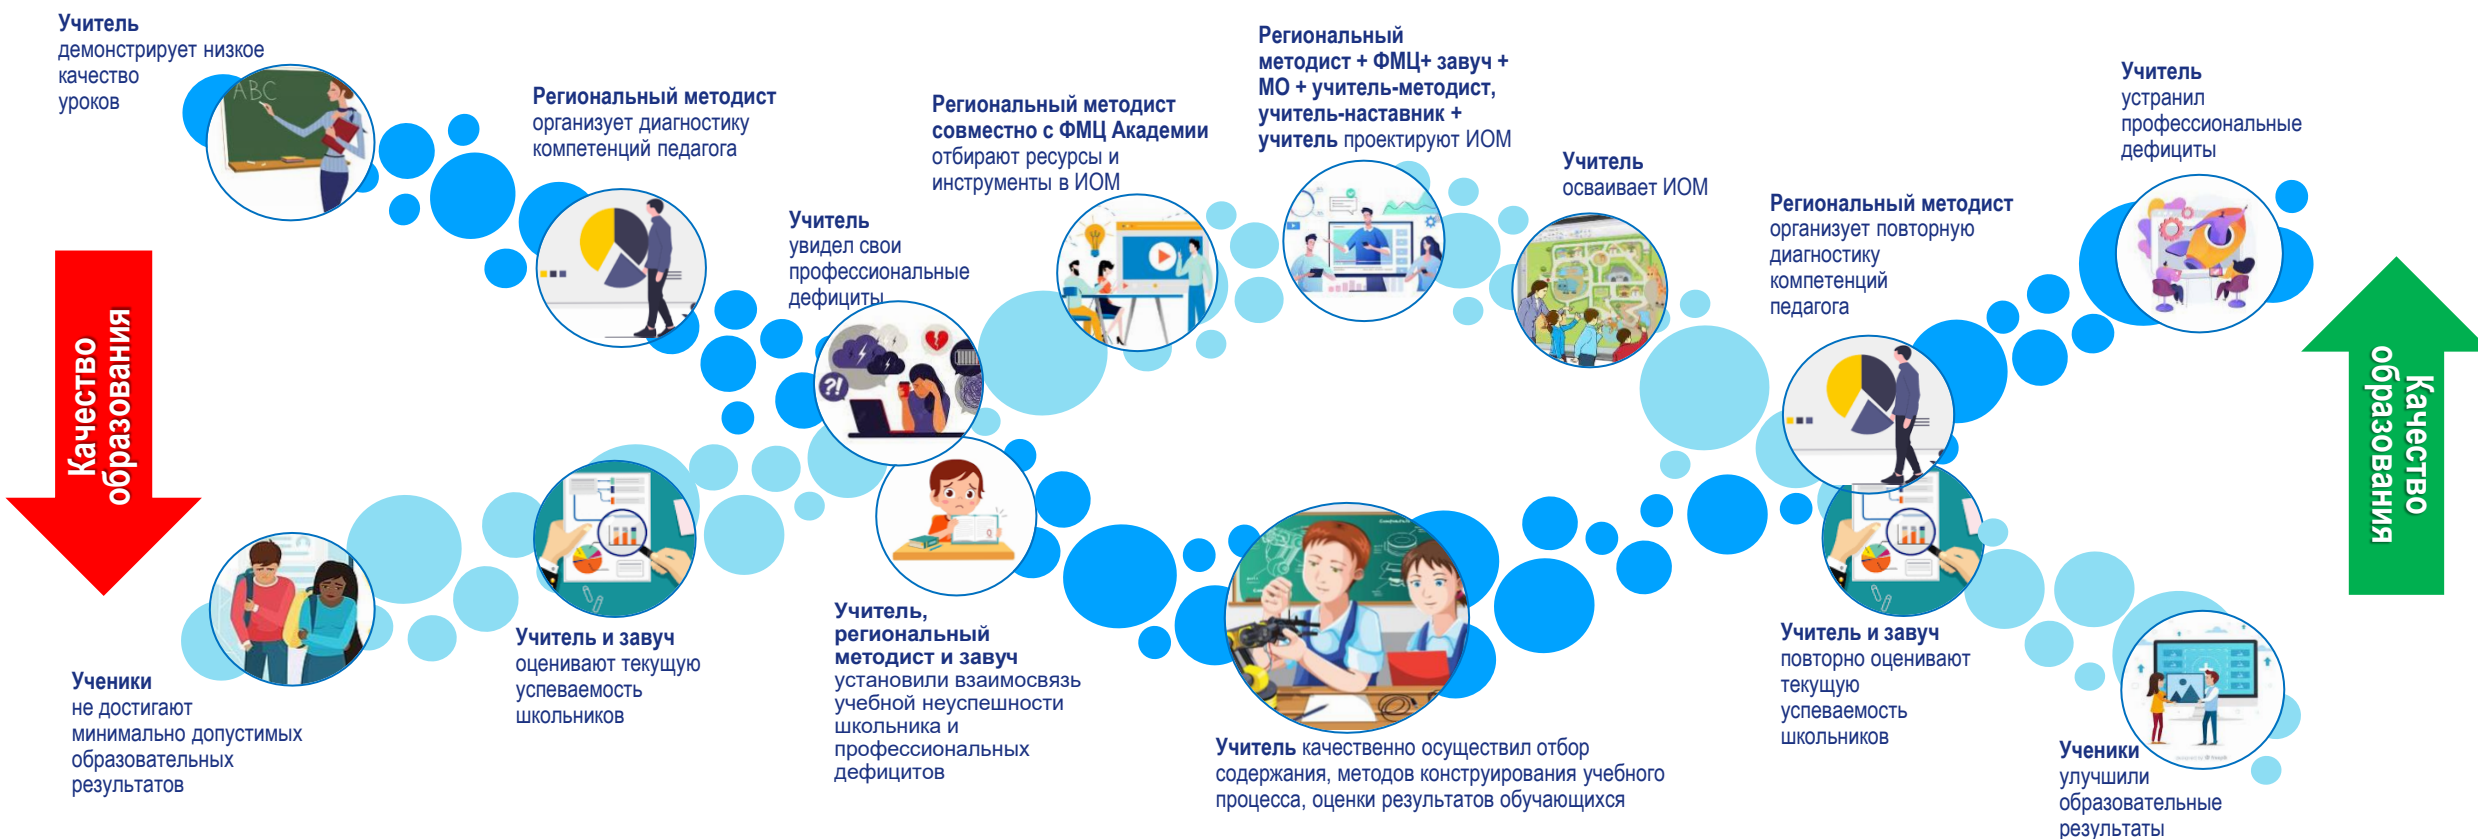 Учитель
демонстрирует низкое
качество
уроков
Региональный методист
организует диагностику
компетенций педагога
Учитель
увидел свои
профессиональные
дефициты
Региональный методист
совместно с ФМЦ Академии
отбирают ресурсы и
инструменты в ИОМ
Региональный
методист + ФМЦ+ завуч +
МО + учитель-методист,
учитель-наставник +
учитель проектируют ИОМ
Учитель
осваивает ИОМ
Региональный методист
организует повторную
диагностику
компетенций
педагога
Учитель
устранил
профессиональные
дефициты
Качество
образования
Качество
образования
ABC
?!
Ученики
не достигают
минимально допустимых
образовательных
результатов
Учитель и завуч
оценивают текущую
успеваемость
школьников
Учитель,
региональный
методист и завуч
установили взаимосвязь
учебной неуспешности
школьника и
профессиональных
дефицитов
Учитель качественно осуществил отбор
содержания, методов конструирования учебного
процесса, оценки результатов обучающихся
Учитель и завуч
повторно оценивают
текущую
успеваемость
школьников
Ученики
улучшили
образовательные
результаты